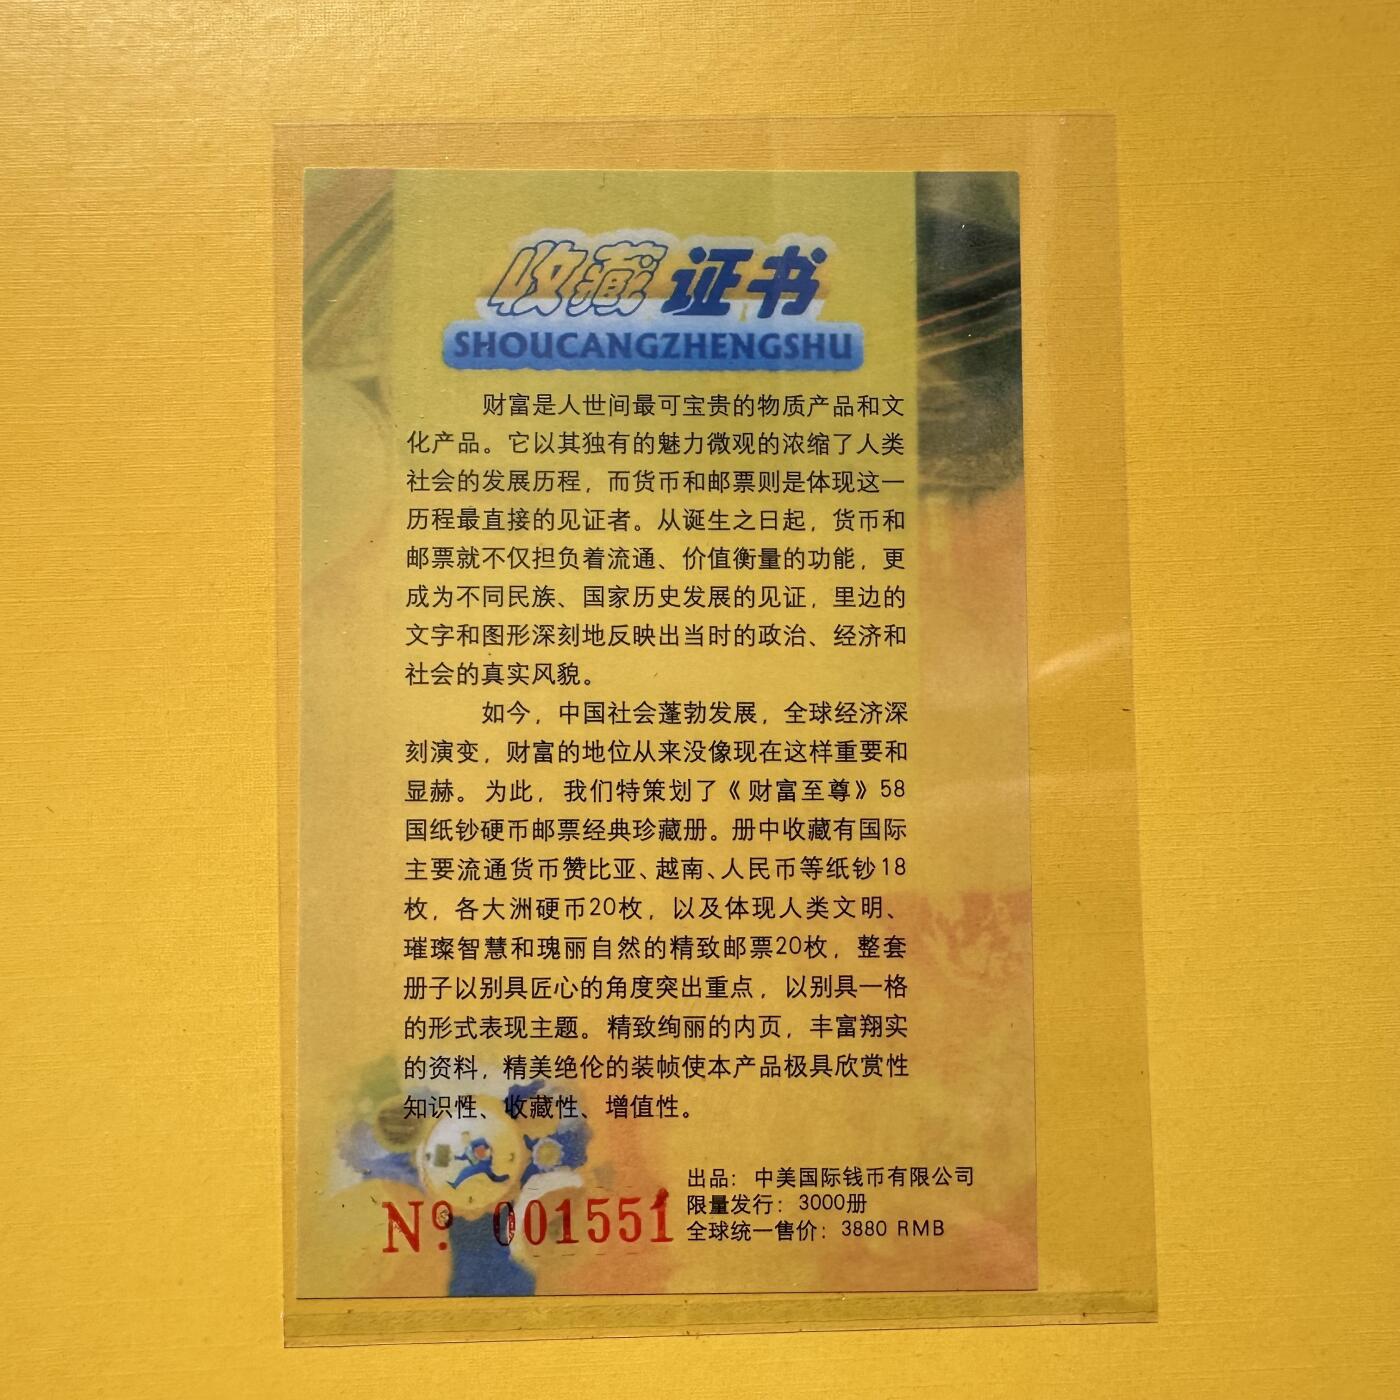 收藏证书
SHOUCANGZHENGSHU
财富是人世间最可宝贵的物质产品和文
化产品。它以其独有的魅力微观的浓缩了人类
社会的发展历程，而货币和邮票则是体现这一
历程最直接的见证者。从诞生之日起，货币和
邮票就不仅担负着流通、价值衡量的功能，更
成为不同民族、国家历史发展的见证，里边的
文字和图形深刻地反映出当时的政治、经济和
社会的真实风貌。
如今，中国社会蓬勃发展，全球经济深
刻演变，财富的地位从来没像现在这样重要和
显赫。为此，我们特策划了《财富至尊》58
国纸钞硬币邮票经典珍藏册。册中收藏有国际
主要流通货币赞比亚、越南、人民币等纸钞18
枚，各大洲硬币20枚，以及体现人类文明、
璀璨智慧和瑰丽自然的精致邮票20枚，整套
册子以别具匠心的角度突出重点，以别具一格
的形式表现主题。精致绚丽的内页，丰富翔实
的资料，精美绝伦的装帧使本产品极具欣赏性
知识性、收藏性、增值性。
出品：中美国际钱币有限公司
限量发行：3000册
全球统一售价：3880 RMB
Nº 001551